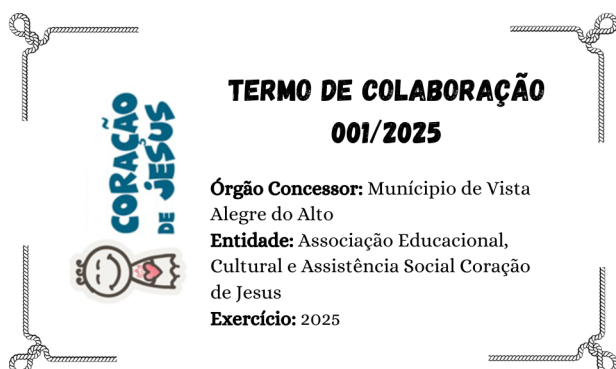 CORAÇÃO
DE JESUS
TERMO DE COLABORAÇÃO
001/2025
Órgão Concessor: Munícipio de Vista
Alegre do Alto
Entidade: Associação Educacional,
Cultural e Assistência Social Coração
de Jesus
Exercício: 2025